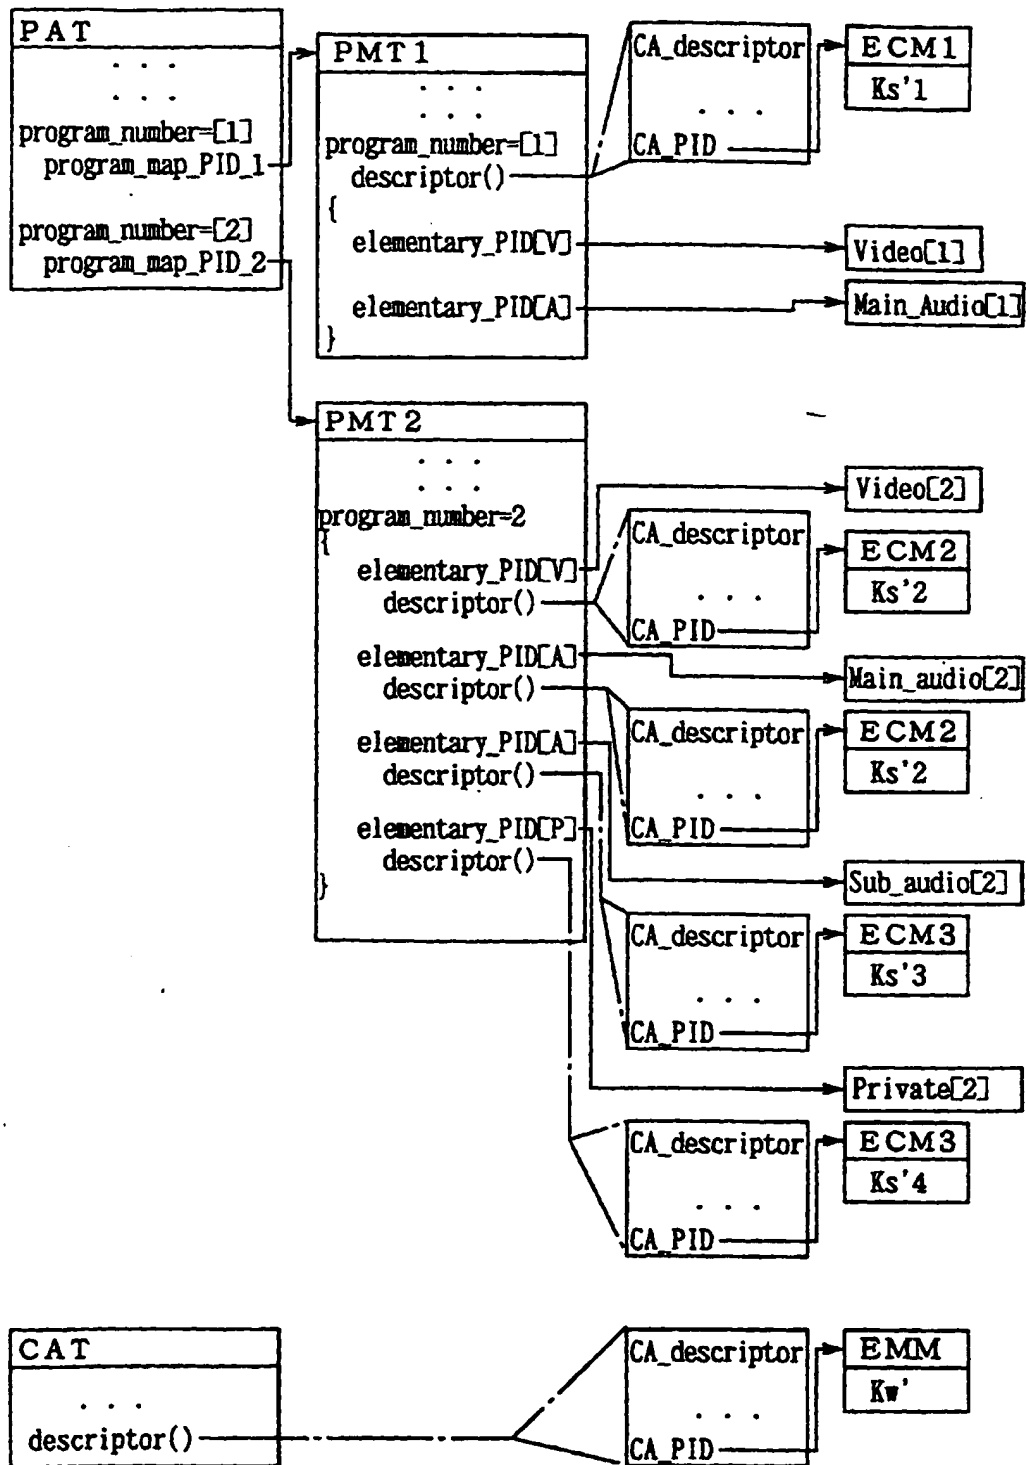 PAT
. . .
. . .
program_number=[1]
program_map_PID_1
program_number=[2]
program_map_PID_2
PMT1
. . .
. . .
program_number=[1]
descriptor()
{
elementary_PID[V]
elementary_PID[A]
}
CA_descriptor
. . .
CA_PID
ECM1
Ks'1
Video[1]
Main_Audio[1]
PMT2
. . .
. . .
program_number=2
{
elementary_PID[V]
descriptor()
elementary_PID[A]
descriptor()
elementary_PID[A]
descriptor()
elementary_PID[P]
descriptor()
}
Video[2]
CA_descriptor
. . .
CA_PID
ECM2
Ks'2
Main_audio[2]
CA_descriptor
. . .
CA_PID
ECM2
Ks'2
Sub_audio[2]
CA_descriptor
. . .
CA_PID
ECM3
Ks'3
Private[2]
CA_descriptor
. . .
CA_PID
ECM3
Ks'4
CAT
. . .
descriptor()
CA_descriptor
. . .
CA_PID
EMM
Kw'